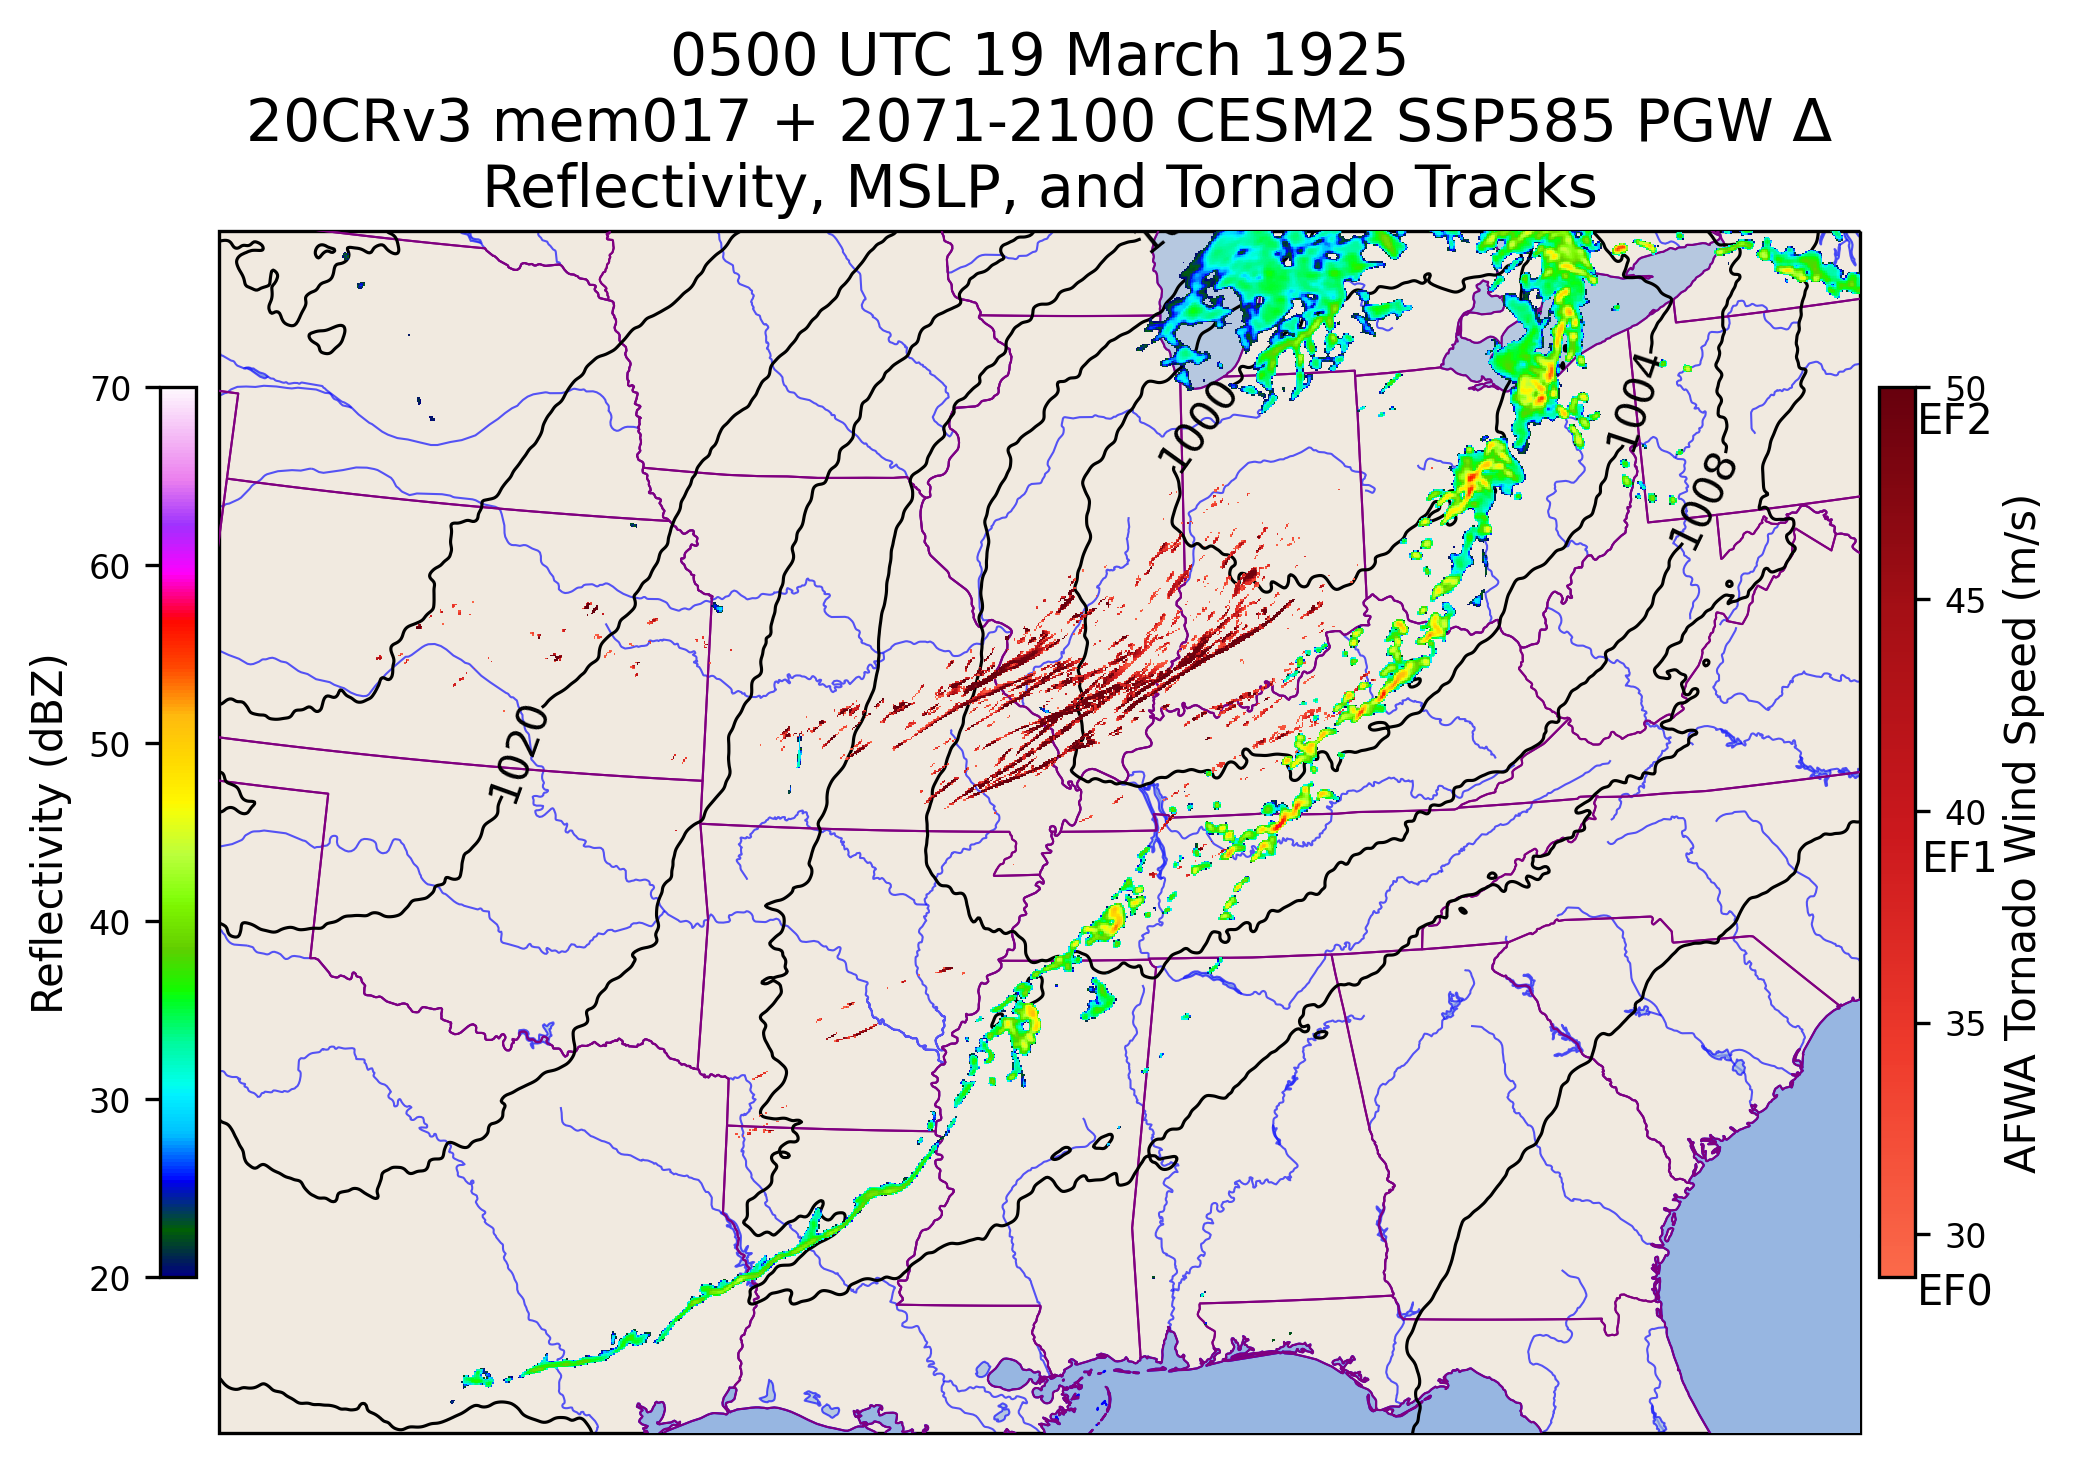 0500 UTC 19 March 1925
20CRv3 mem017 + 2071-2100 CESM2 SSP585 PGW Δ
Reflectivity, MSLP, and Tornado Tracks
70
60
50
40
30
20
Reflectivity (dBZ)
1000
1004
1008
1020
50
EF2
45
40
EF1
35
30
EF0
AFWA Tornado Wind Speed (m/s)